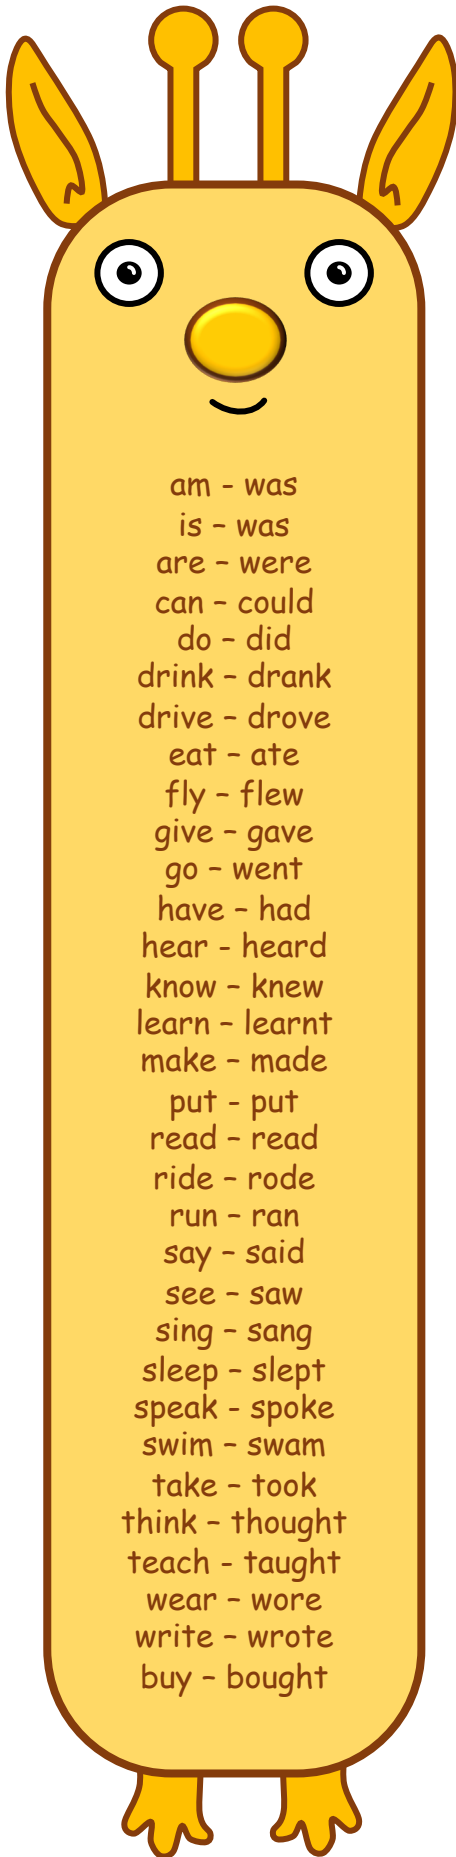 am - was
is – was
are – were
can – could
do – did
drink – drank
drive – drove
eat – ate
fly – flew
give – gave
go – went
have – had
hear - heard
know – knew
learn – learnt
make – made
put - put
read – read
ride – rode
run – ran
say – said
see – saw
sing – sang
sleep – slept
speak - spoke
swim – swam
take – took
think – thought
teach - taught
wear – wore
write – wrote
buy – bought